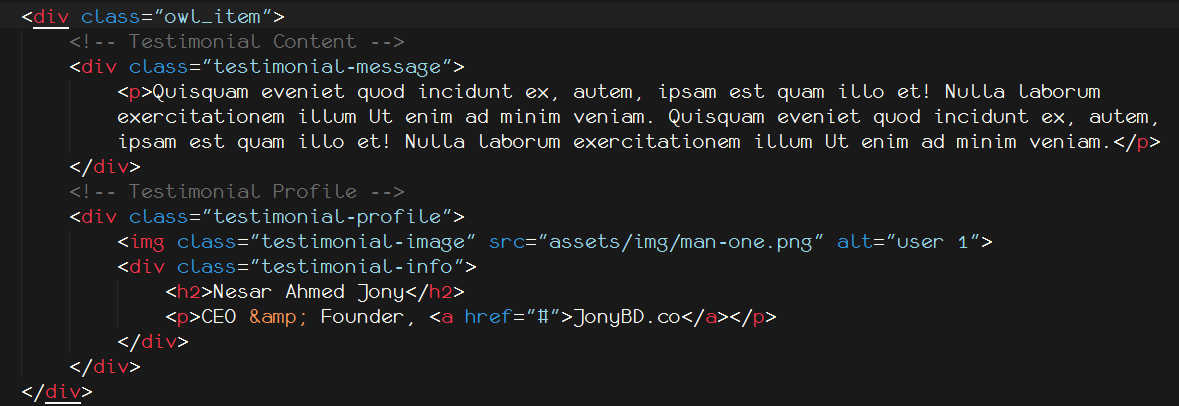 <div class="owl_item">
    <!-- Testimonial Content -->
    <div class="testimonial-message">
        <p>Quisquam eveniet quod incidunt ex, autem, ipsam est quam illo et! Nulla laborum
        exercitationem illum Ut enim ad minim veniam. Quisquam eveniet quod incidunt ex, autem,
        ipsam est quam illo et! Nulla laborum exercitationem illum Ut enim ad minim veniam.</p>
    </div>
    <!-- Testimonial Profile -->
    <div class="testimonial-profile">
        <img class="testimonial-image" src="assets/img/man-one.png" alt="user 1">
        <div class="testimonial-info">
            <h2>Nesar Ahmed Jony</h2>
            <p>CEO &amp; Founder, <a href="#">JonyBD.co</a></p>
        </div>
    </div>
</div>